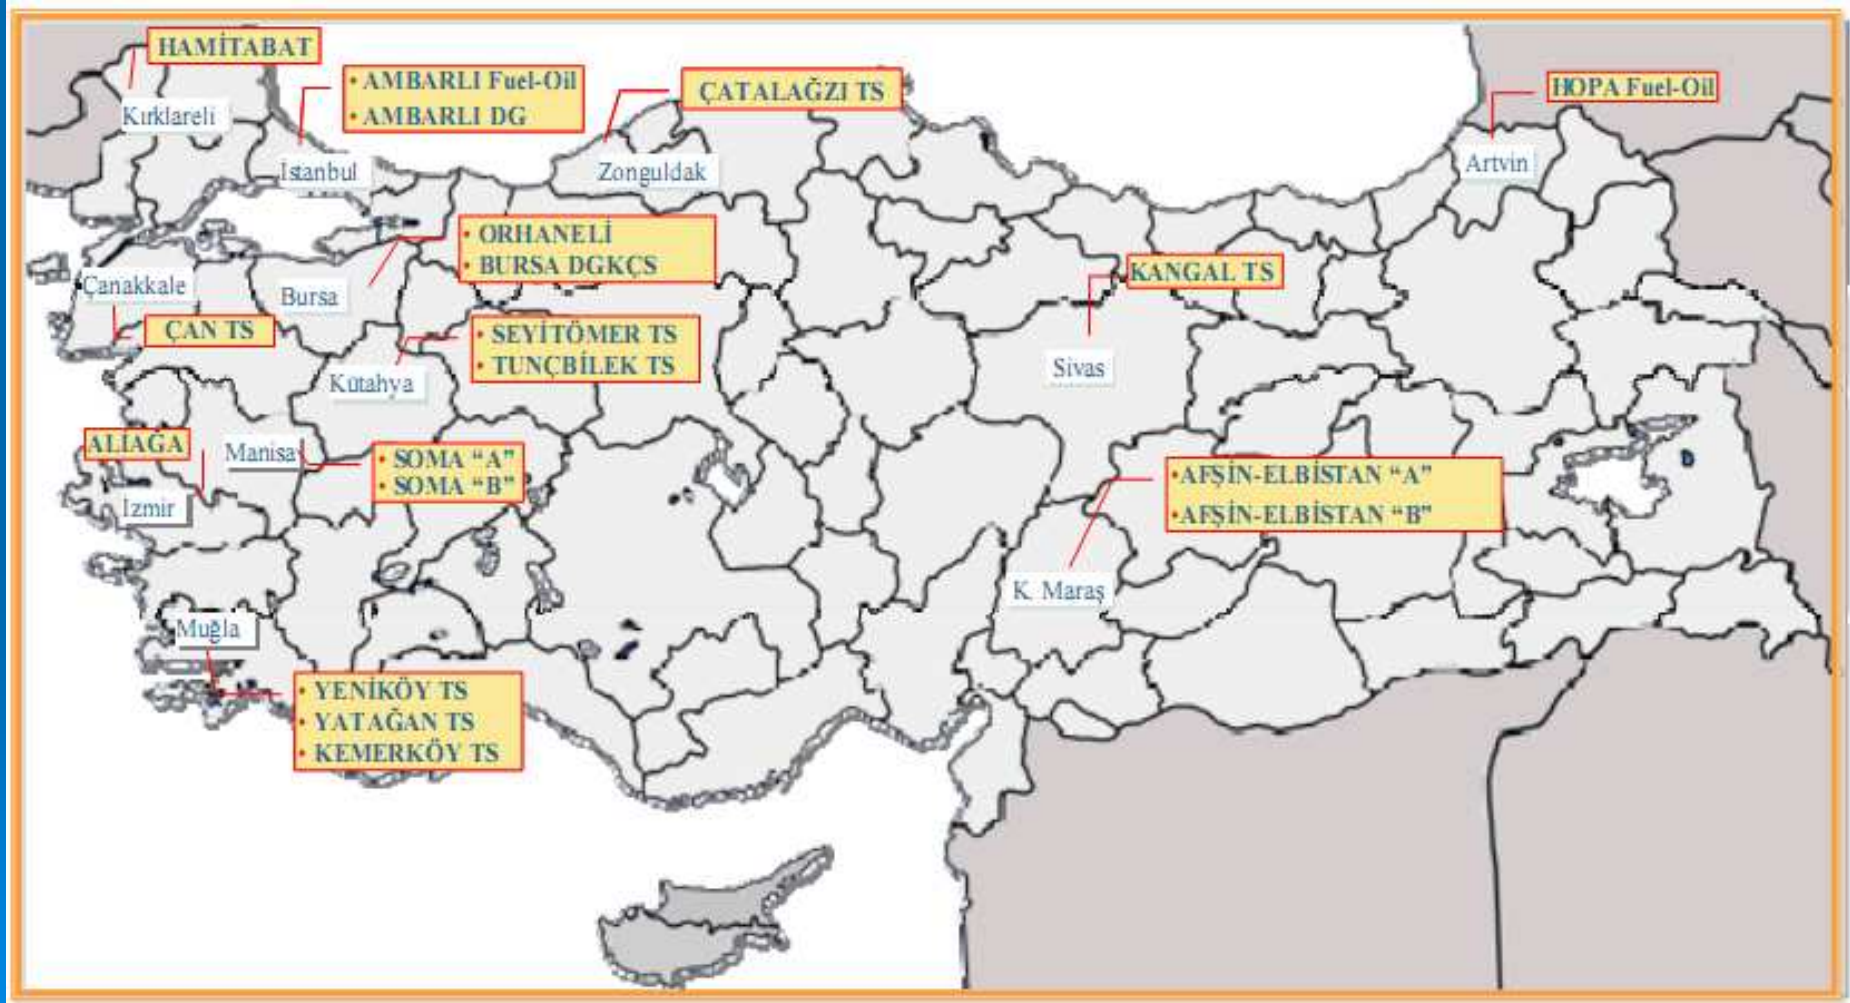 HAMİTABAT
Kırklareli
• AMBARLI Fuel-Oil
• AMBARLI DG
İstanbul
ÇATALAĞZI TS
Zonguldak
HOPA Fuel-Oil
Artvin
• ORHANELİ
• BURSA DGKÇS
Bursa
KANGAL TS
Sivas
Çanakkale
ÇAN TS
• SEYİTÖMER TS
• TUNÇBİLEK TS
Kütahya
ALİAĞA
İzmir
Manisa
• SOMA “A”
• SOMA “B”
•AFŞİN-ELBİSTAN “A”
•AFŞİN-ELBİSTAN “B”
K. Maraş
Muğla
• YENİKÖY TS
• YATAĞAN TS
• KEMERKÖY TS